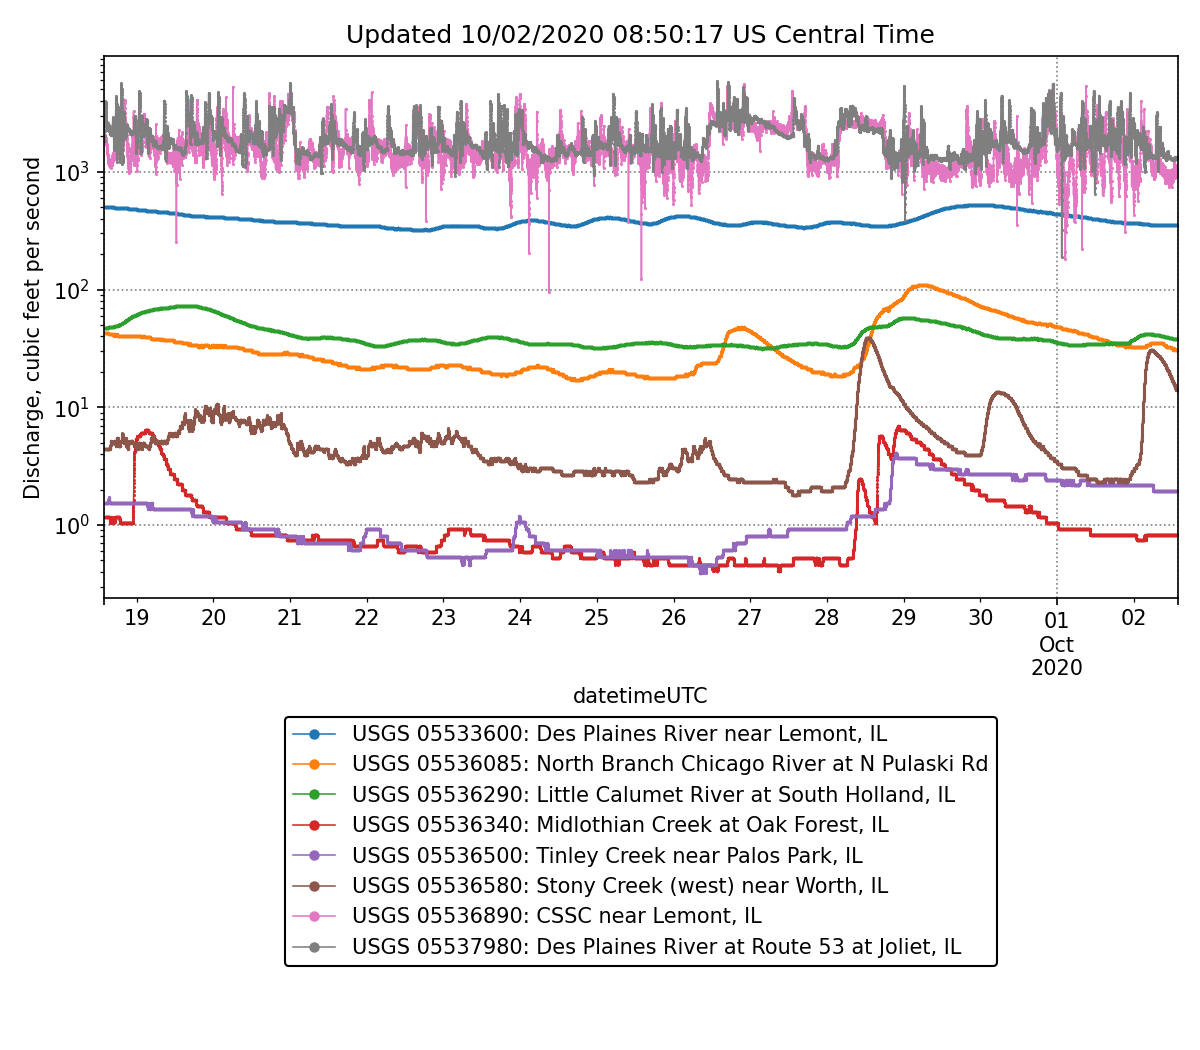 Updated 10/02/2020 08:50:17 US Central Time
Discharge, cubic feet per second
10³
10²
10¹
10⁰
19 20 21 22 23 24 25 26 27 28 29 30 01 02
Oct
2020
datetimeUTC
USGS 05533600: Des Plaines River near Lemont, IL
USGS 05536085: North Branch Chicago River at N Pulaski Rd
USGS 05536290: Little Calumet River at South Holland, IL
USGS 05536340: Midlothian Creek at Oak Forest, IL
USGS 05536500: Tinley Creek near Palos Park, IL
USGS 05536580: Stony Creek (west) near Worth, IL
USGS 05536890: CSSC near Lemont, IL
USGS 05537980: Des Plaines River at Route 53 at Joliet, IL